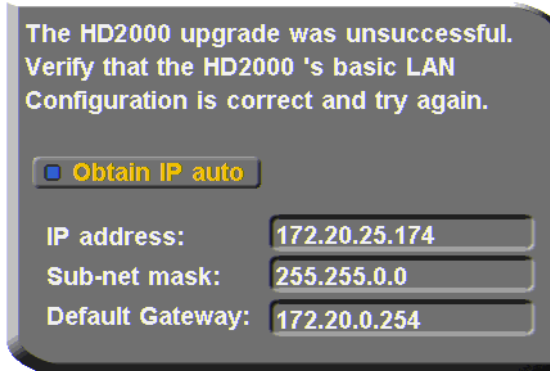 The HD2000 upgrade was unsuccessful.
Verify that the HD2000 's basic LAN
Configuration is correct and try again.
Obtain IP auto
IP address: 172.20.25.174
Sub-net mask: 255.255.0.0
Default Gateway: 172.20.0.254